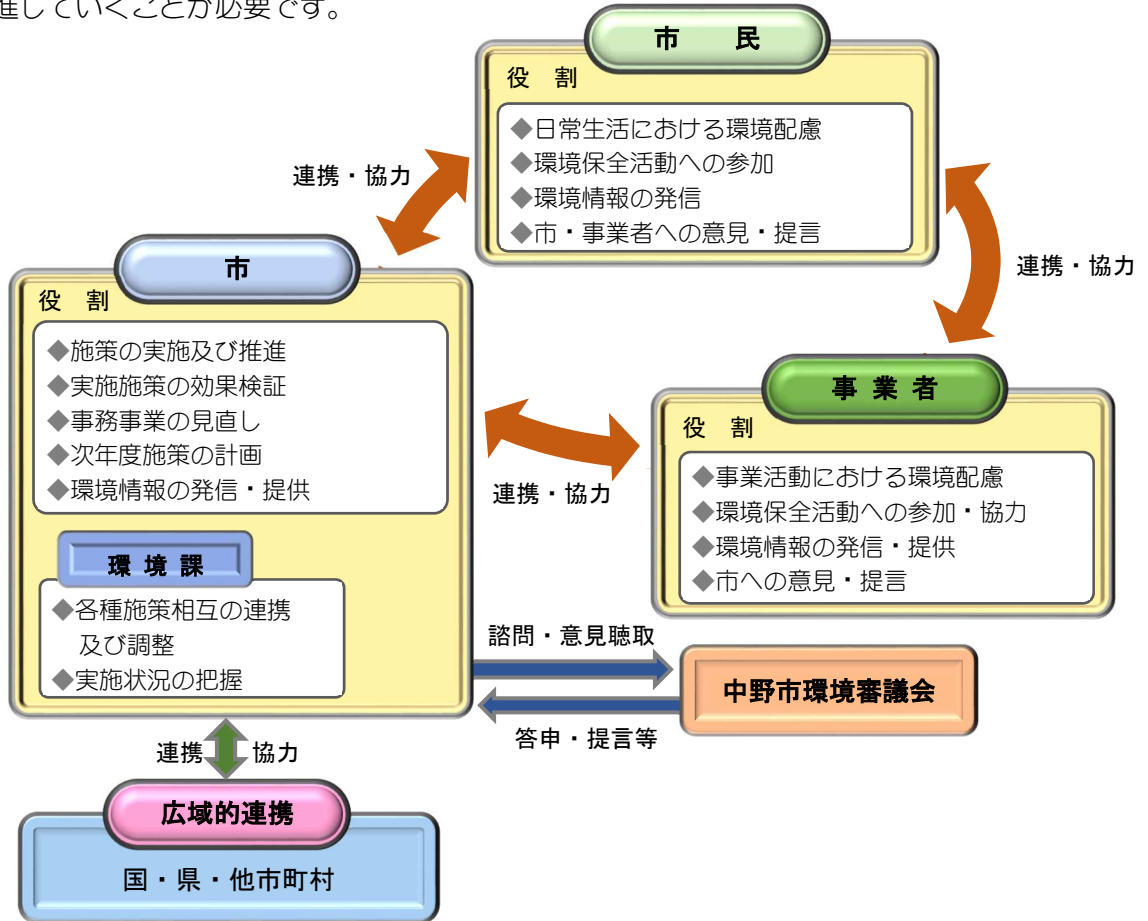 進していくことが必要です。
市　民
役　割
◆日常生活における環境配慮
◆環境保全活動への参加
◆環境情報の発信
◆市・事業者への意見・提言
連携・協力
連携・協力
市
役　割
◆施策の実施及び推進
◆実施施策の効果検証
◆事務事業の見直し
◆次年度施策の計画
◆環境情報の発信・提供
環 境 課
◆各種施策相互の連携
及び調整
◆実施状況の把握
連携・協力
事 業 者
役　割
◆事業活動における環境配慮
◆環境保全活動への参加・協力
◆環境情報の発信・提供
◆市への意見・提言
諮問・意見聴取
中野市環境審議会
答申・提言等
連携　協力
広域的連携
国・県・他市町村